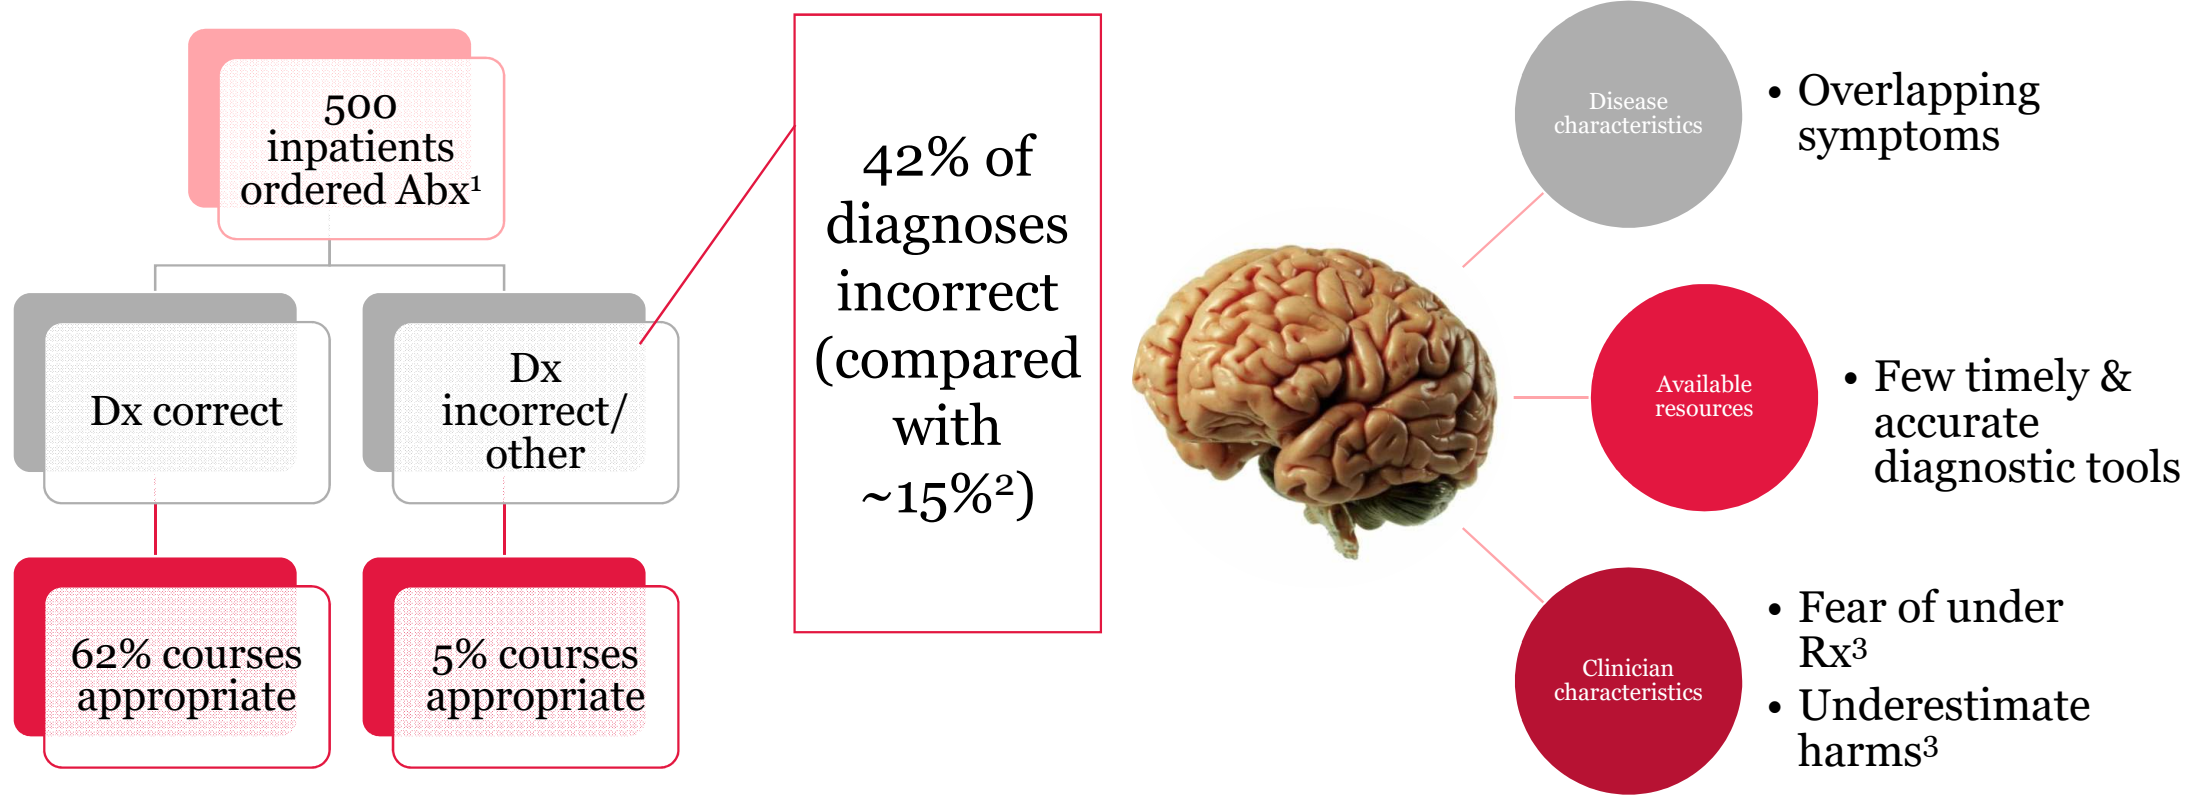 500
inpatients
ordered Abx¹
Dx correct
Dx
incorrect/
other
62% courses
appropriate
5% courses
appropriate
42% of
diagnoses
incorrect
(compared
with
~15%²)
Disease
characteristics
• Overlapping
symptoms
Available
resources
• Few timely &
accurate
diagnostic tools
Clinician
characteristics
• Fear of under
Rx³
• Underestimate
harms³